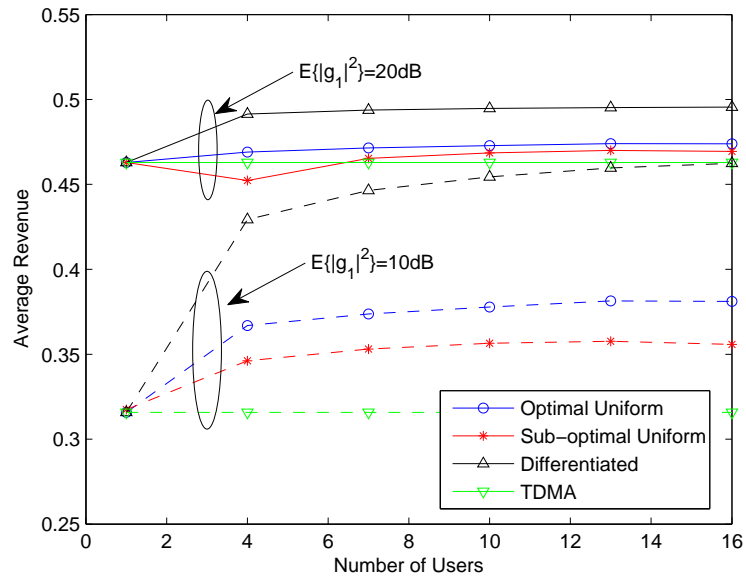 0.55
0.5
0.45
0.4
0.35
0.3
0.25
Average Revenue
E{|g₁|²}=20dB
E{|g₁|²}=10dB
Optimal Uniform
Sub−optimal Uniform
Differentiated
TDMA
0 2 4 6 8 10 12 14 16
Number of Users